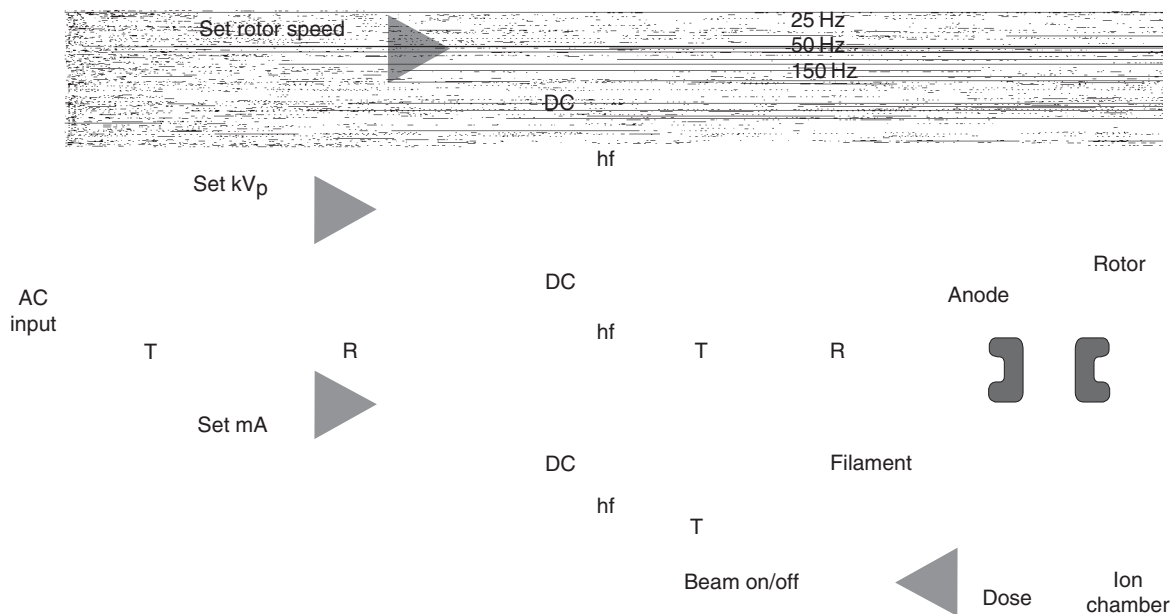 25 Hz
Set rotor speed
50 Hz
150 Hz
DC
hf
Set kVp
Rotor
DC
Anode
AC
input
hf
T
R
T
R
Set mA
DC
Filament
hf
T
Beam on/off
Dose
Ion
chamber